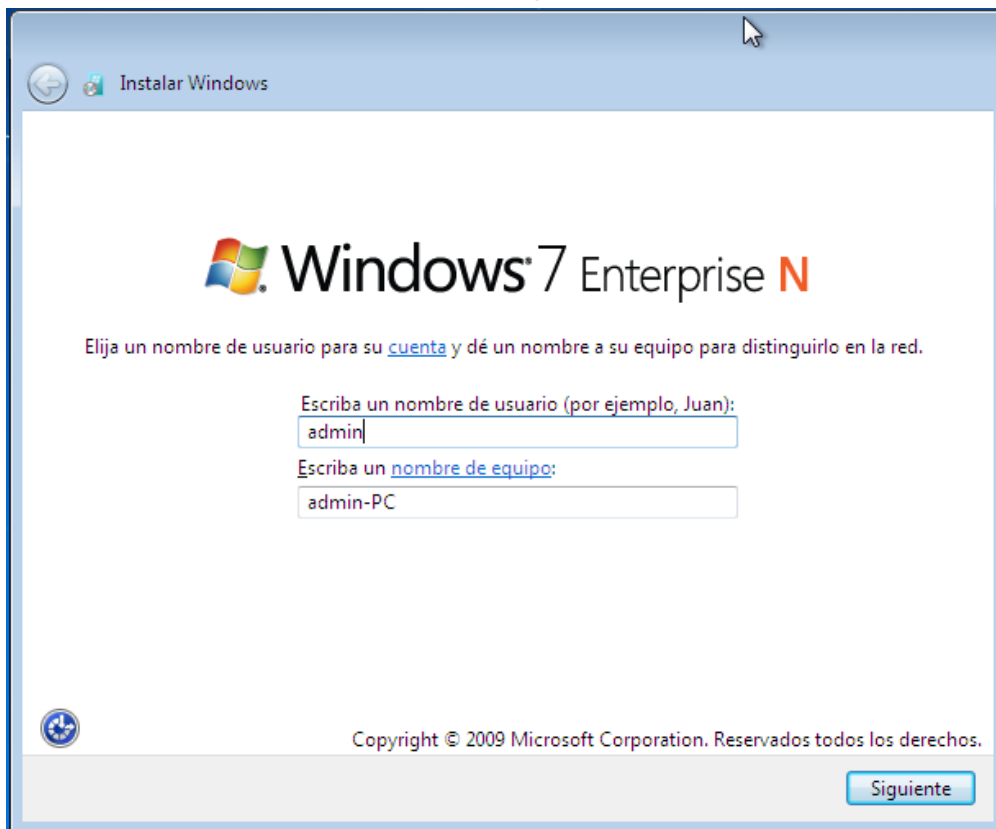 Instalar Windows
Windows 7 Enterprise N
Elija un nombre de usuario para su cuenta y dé un nombre a su equipo para distinguirlo en la red.
Escriba un nombre de usuario (por ejemplo, Juan):
admin
Escriba un nombre de equipo:
admin-PC
Copyright © 2009 Microsoft Corporation. Reservados todos los derechos.
Siguiente